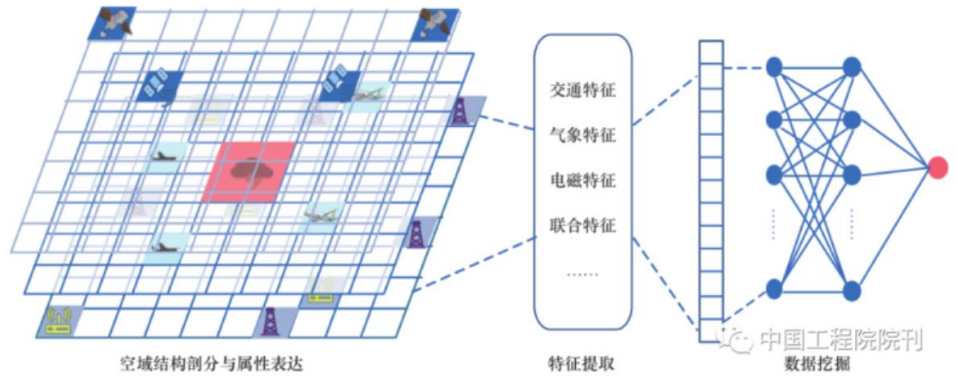 交通特征
气象特征
电磁特征
联合特征
……
中国工程院院刊
空域结构剖分与属性表达
特征提取
数据挖掘